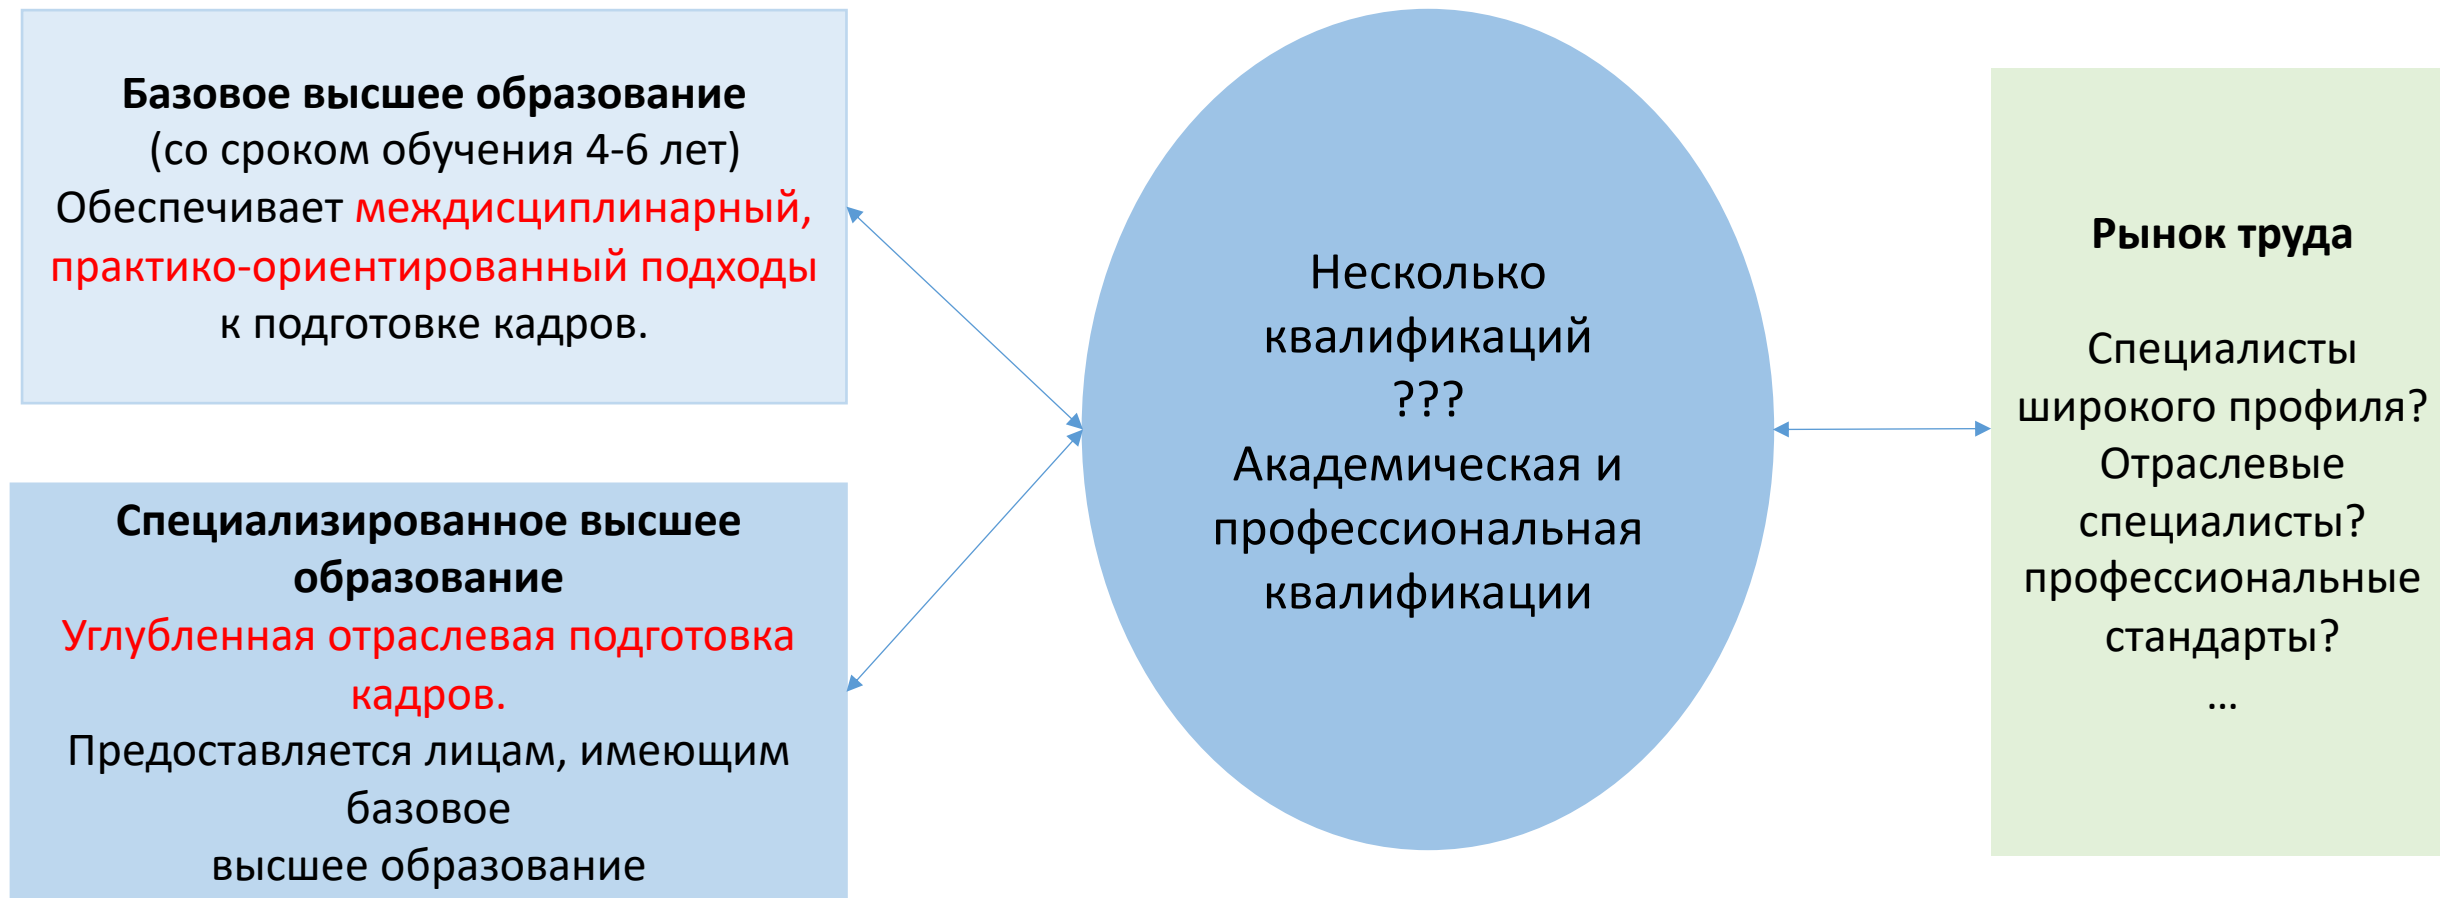 Базовое высшее образование
(со сроком обучения 4-6 лет)
Обеспечивает междисциплинарный,
практико-ориентированный подходы
к подготовке кадров.
Специализированное высшее
образование
Углубленная отраслевая подготовка
кадров.
Предоставляется лицам, имеющим
базовое
высшее образование
Несколько
квалификаций
???
Академическая и
профессиональная
квалификации
Рынок труда
Специалисты
широкого профиля?
Отраслевые
специалисты?
профессиональные
стандарты?
...